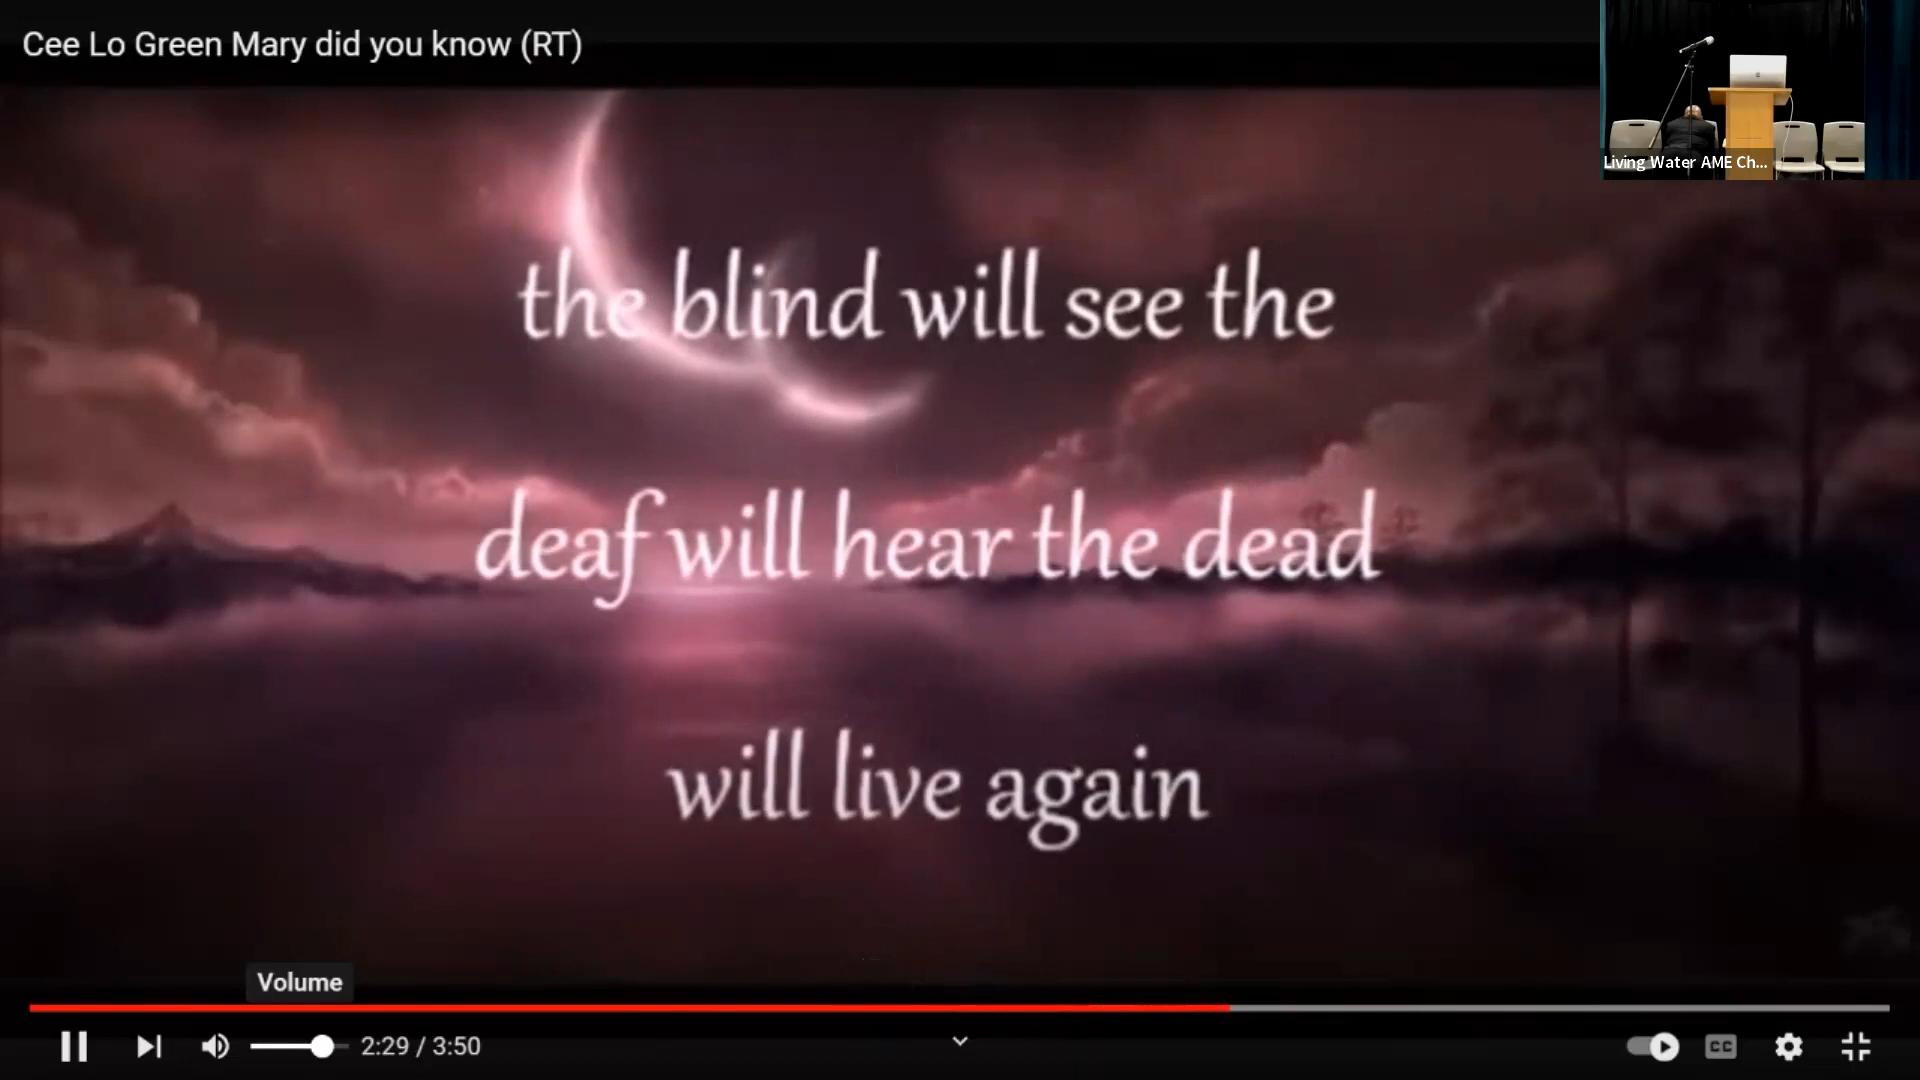 Cee Lo Green Mary did you know (RT)
Living Water AME Ch...
the blind will see the
deaf will hear the dead
will live again
Volume
2:29 / 3:50
CC